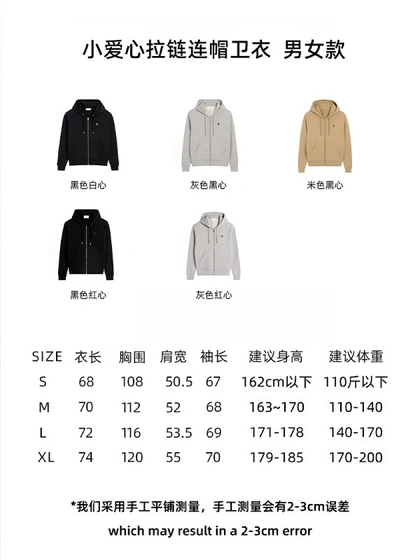 小爱心拉链连帽卫衣 男女款
黑色白心 灰色黑心 米色黑心
黑色红心 灰色红心
SIZE 衣长 胸围 肩宽 袖长 建议身高 建议体重
S 68 108 50.5 67 162cm以下 110斤以下
M 70 112 52 68 163~170 110-140
L 72 116 53.5 69 171-178 140-170
XL 74 120 55 70 179-185 170-200
*我们采用手工平铺测量，手工测量会有2-3cm误差
which may result in a 2-3cm error